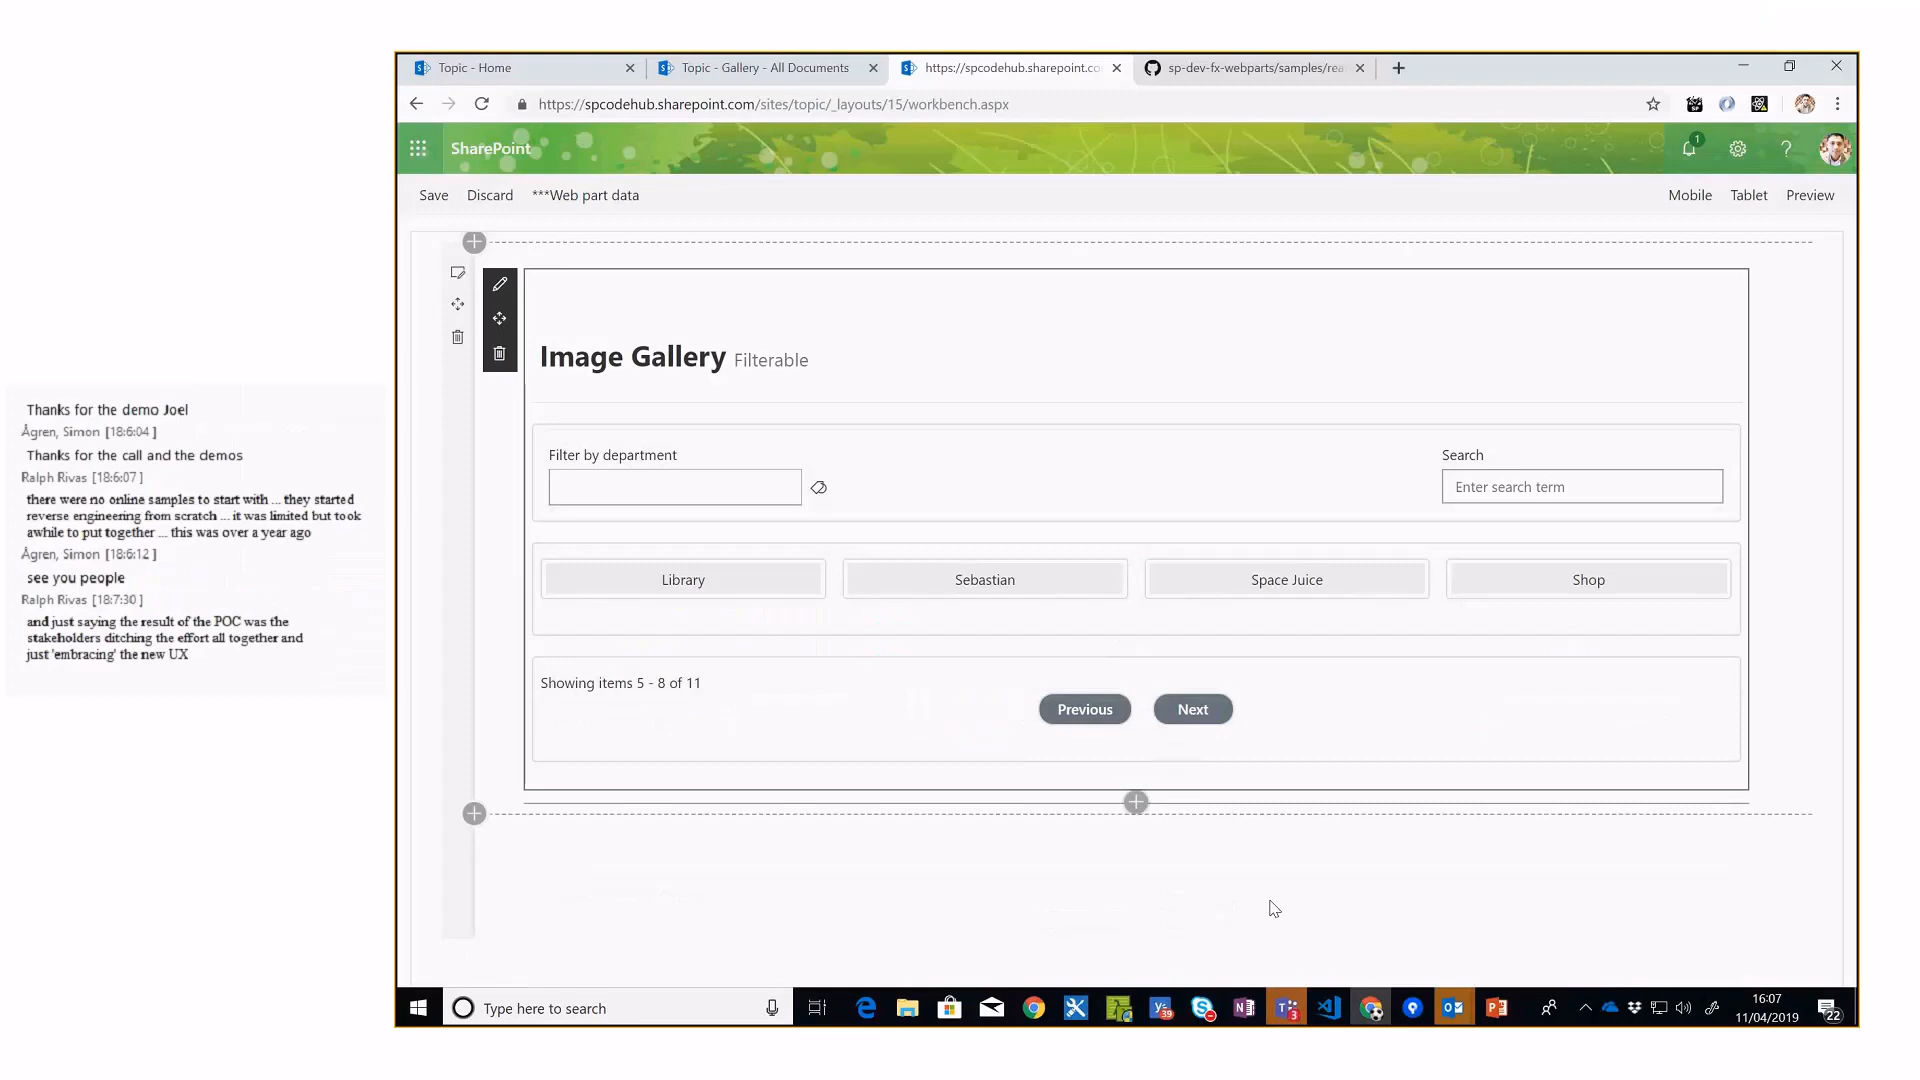 Topic - Home
Topic - Gallery - All Documents
https://spcodehub.sharepoint.co
sp-dev-fx-webparts/samples/rea
https://spcodehub.sharepoint.com/sites/topic/_layouts/15/workbench.aspx
SharePoint
1
Save
Discard
***Web part data
Mobile
Tablet
Preview
Image Gallery Filterable
Filter by department
Search
Enter search term
Library
Sebastian
Space Juice
Shop
Showing items 5 - 8 of 11
Previous
Next
Thanks for the demo Joel
Ågren, Simon [18:6:04 ]
Thanks for the call and the demos
Ralph Rivas [18:6:07 ]
there were no online samples to start with ... they started
reverse engineering from scratch ... it was limited but took
awhile to put together ... this was over a year ago
Ågren, Simon [18:6:12 ]
see you people
Ralph Rivas [18:7:30 ]
and just saying the result of the POC was the
stakeholders ditching the effort all together and
just 'embracing' the new UX
Type here to search
39
3
16:07
11/04/2019
22